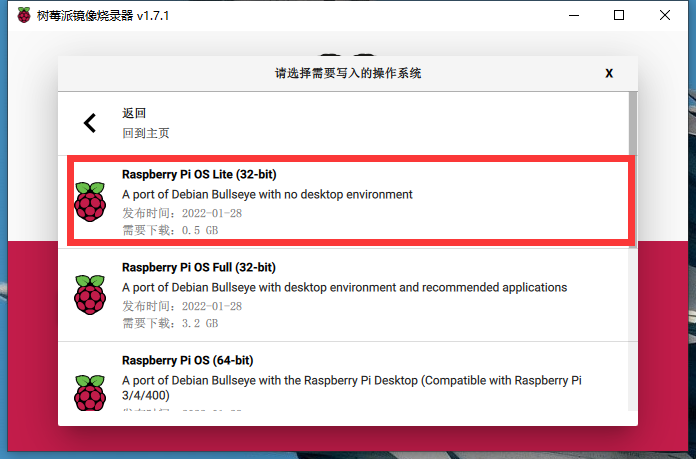 树莓派镜像烧录器 v1.7.1
请选择需要写入的操作系统
X
返回
回到主页
Raspberry Pi OS Lite (32-bit)
A port of Debian Bullseye with no desktop environment
发布时间：2022-01-28
需要下载：0.5 GB
Raspberry Pi OS Full (32-bit)
A port of Debian Bullseye with desktop environment and recommended applications
发布时间：2022-01-28
需要下载：3.2 GB
Raspberry Pi OS (64-bit)
A port of Debian Bullseye with the Raspberry Pi Desktop (Compatible with Raspberry Pi
3/4/400)